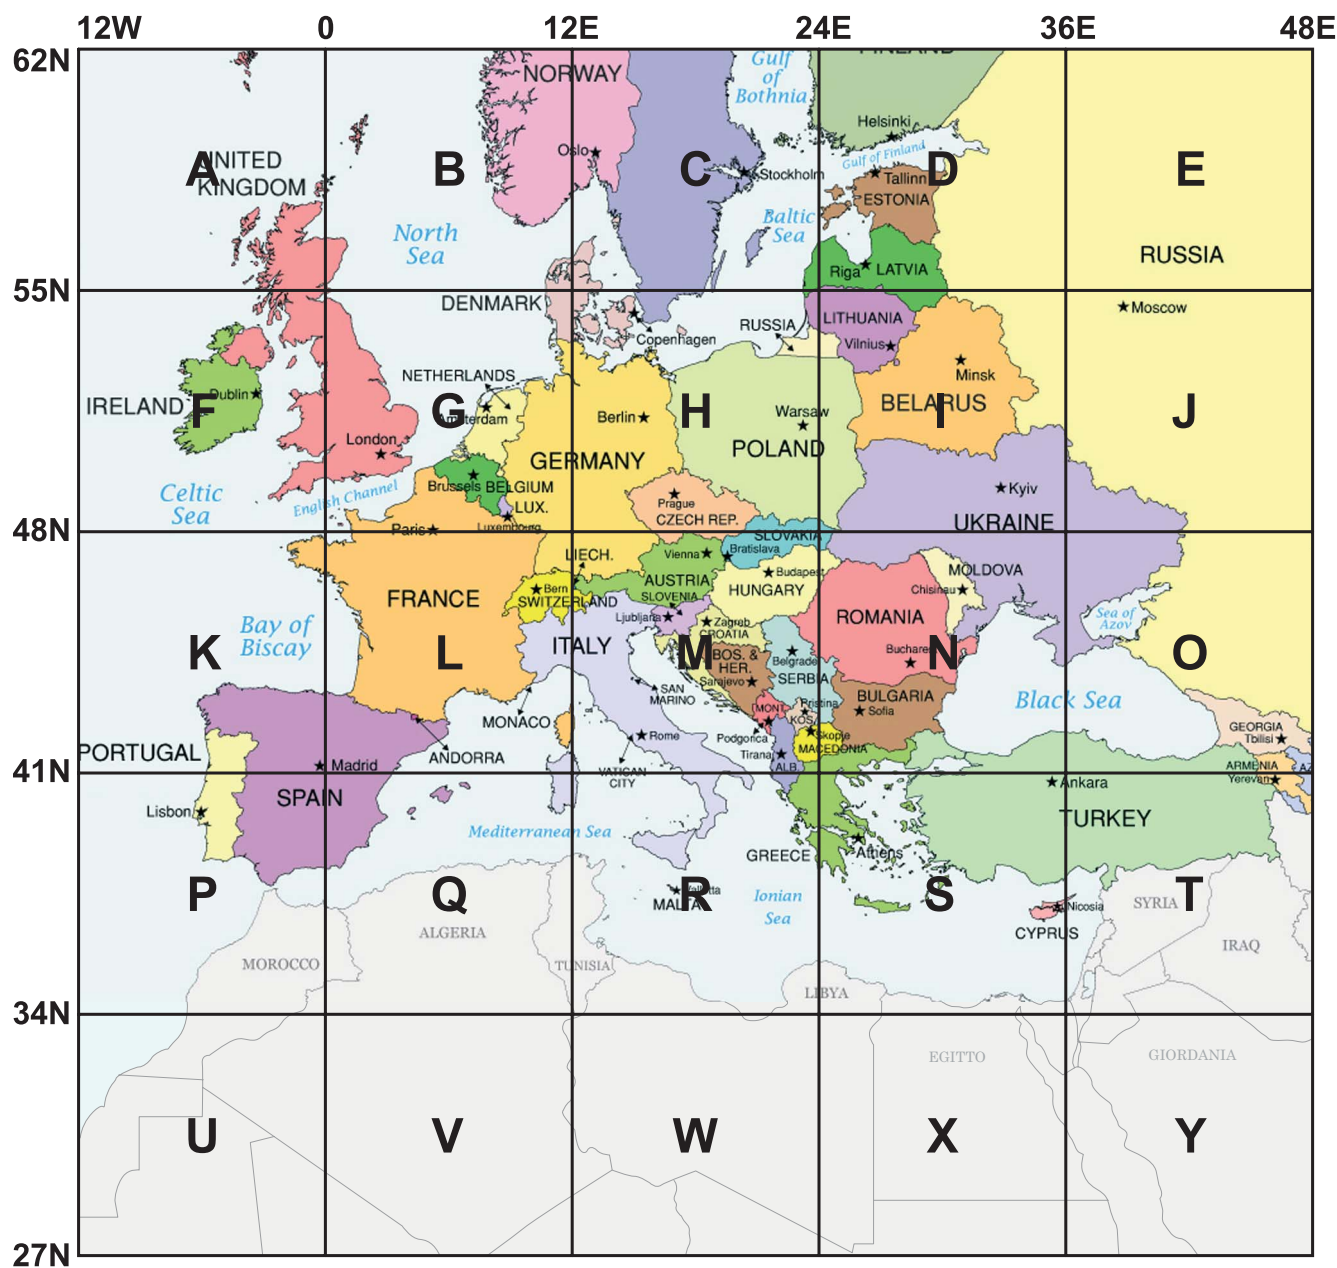 12W 0 12E 24E 36E 48E
62N
FINLAND
NORWAY
Gulf
of
Bothnia
Helsinki
Oslo
Gulf of Finland
A B C D E
UNITED
KINGDOM
Stockholm
Tallinn
ESTONIA
Baltic
Sea
North
Sea
RUSSIA
Riga LATVIA
55N
DENMARK
Moscow
LITHUANIA
RUSSIA
Copenhagen
Vilnius
Minsk
NETHERLANDS
Dublin
IRELAND
F G H I J
BELARUS
Amsterdam
Berlin
Warsaw
London
POLAND
GERMANY
Brussels BELGIUM
Kyiv
Celtic
Sea
English Channel
LUX.
Prague
CZECH REP.
Luxembourg
UKRAINE
48N
Paris
SLOVAKIA
LIECH.
Vienna
Bratislava
MOLDOVA
Budapest
AUSTRIA
Bern
HUNGARY
Chisinau
FRANCE
SWITZERLAND
SLOVENIA
Sea of
Azov
Ljubljana
ROMANIA
Zagreb
CROATIA
Bay of
Biscay
ITALY
K L M N O
BOS. &
HER.
Belgrade
Bucharest
Sarajevo
SERBIA
SAN
MARINO
BULGARIA
Black Sea
MONT.
Pristina
KOS.
Sofia
MONACO
GEORGIA
Tbilisi
Rome
Podgorica
Skopje
MACEDONIA
PORTUGAL
ANDORRA
Tirana
ALB.
Madrid
VATICAN
CITY
ARMENIA
AZ
Yerevan
41N
Ankara
SPAIN
Lisbon
TURKEY
Mediterranean Sea
GREECE
Athens
P Q R S T
Valletta
MALTA
Ionian
Sea
SYRIA
Nicosia
CYPRUS
ALGERIA
IRAQ
MOROCCO
TUNISIA
LIBYA
34N
EGITTO
GIORDANIA
U V W X Y
27N